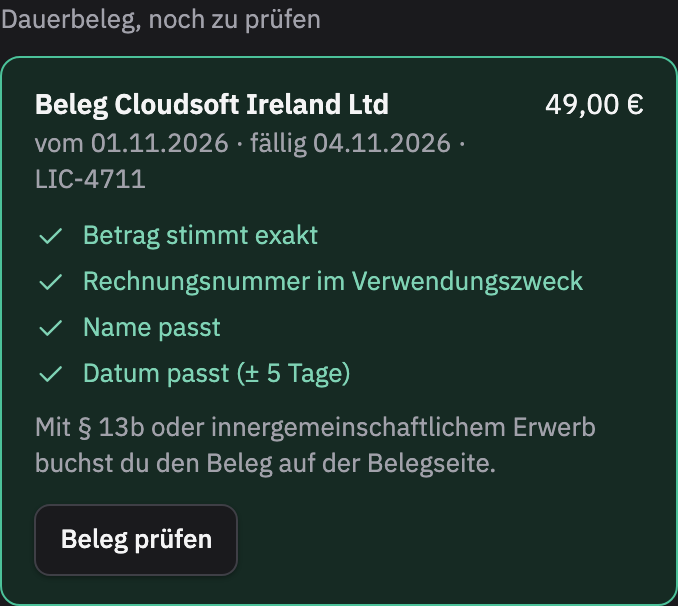 Dauerbeleg, noch zu prüfen
Beleg Cloudsoft Ireland Ltd 49,00 €
vom 01.11.2026 · fällig 04.11.2026 ·
LIC-4711
Betrag stimmt exakt
Rechnungsnummer im Verwendungszweck
Name passt
Datum passt (± 5 Tage)
Mit § 13b oder innergemeinschaftlichem Erwerb
buchst du den Beleg auf der Belegseite.
Beleg prüfen